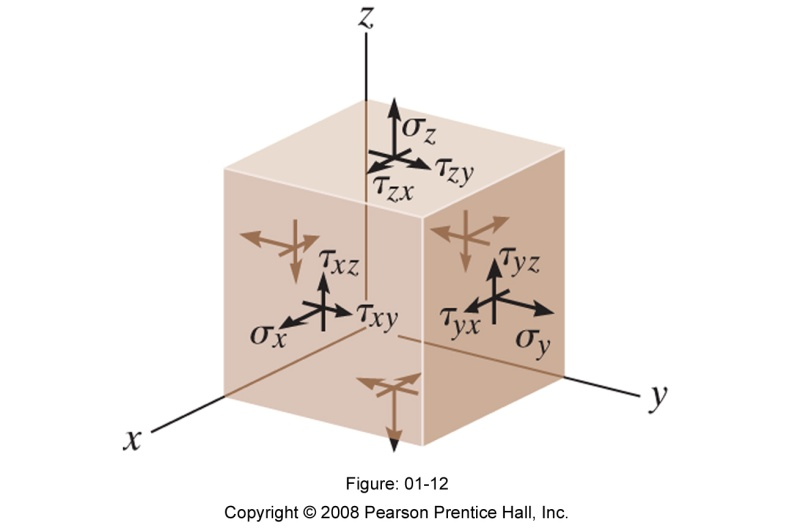 z
σz
τzy
τzx
τxz
τyz
τxy
τyx
σx
σy
y
x
Figure: 01-12
Copyright © 2008 Pearson Prentice Hall, Inc.